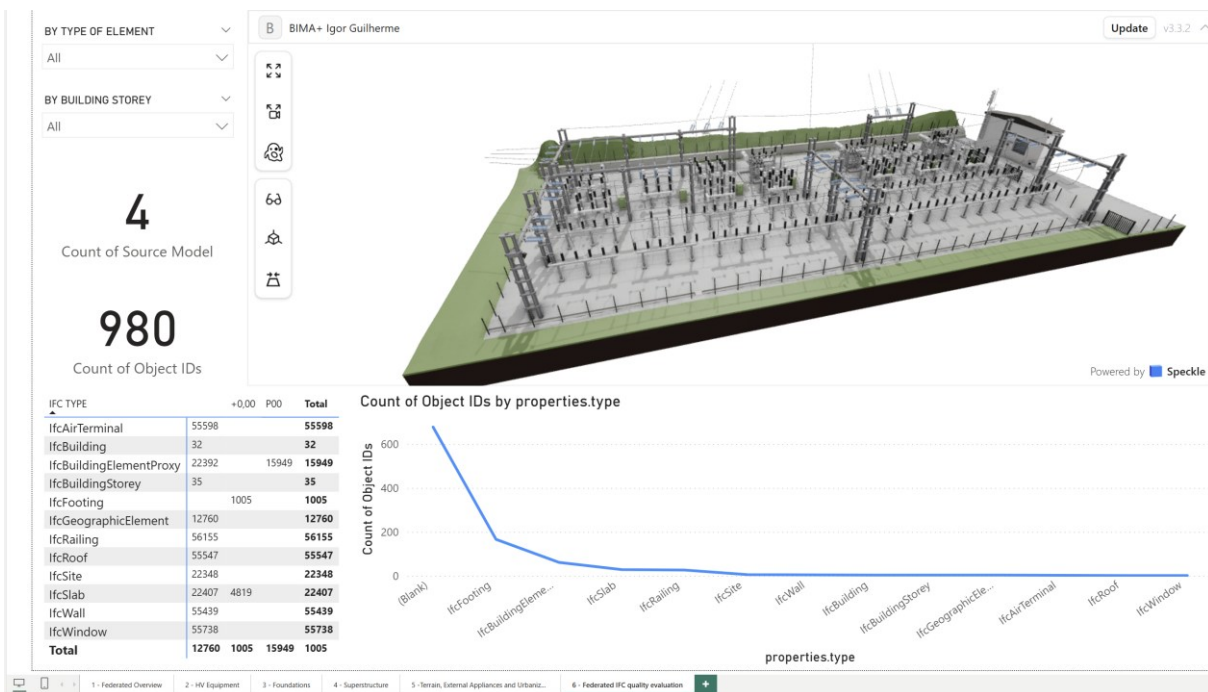 BY TYPE OF ELEMENT
All
BY BUILDING STOREY
All
4
Count of Source Model
980
Count of Object IDs
B BIMA+ Igor Guilherme
Update v3.3.2
Powered by Speckle
IFC TYPE +0,00 P00 Total
IfcAirTerminal 55598 55598
IfcBuilding 32 32
IfcBuildingElementProxy 22392 15949 15949
IfcBuildingStorey 35 35
IfcFooting 1005 1005
IfcGeographicElement 12760 12760
IfcRailing 56155 56155
IfcRoof 55547 55547
IfcSite 22348 22348
IfcSlab 22407 4819 22407
IfcWall 55439 55439
IfcWindow 55738 55738
Total 12760 1005 15949 1005
Count of Object IDs by properties.type
Count of Object IDs
600
400
200
0
(Blank)
IfcFooting
IfcBuildingEleme...
IfcSlab
IfcRailing
IfcSite
IfcWall
IfcBuilding
IfcBuildingStorey
IfcGeographicEle...
IfcAirTerminal
IfcRoof
IfcWindow
properties.type
1 - Federated Overview
2 - HV Equipment
3 - Foundations
4 - Superstructure
5 -Terrain, External Appliances and Urbaniz...
6 - Federated IFC quality evaluation
+